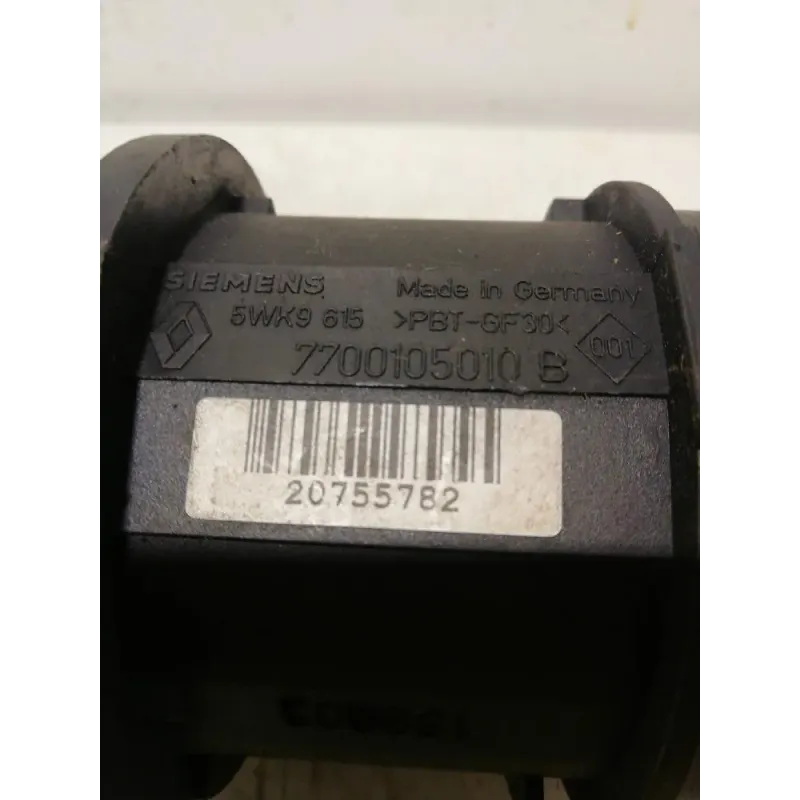 SIEMENS Made in Germany
5WK9 615 >PBT-GF30< 001
7700105010 B
20755782